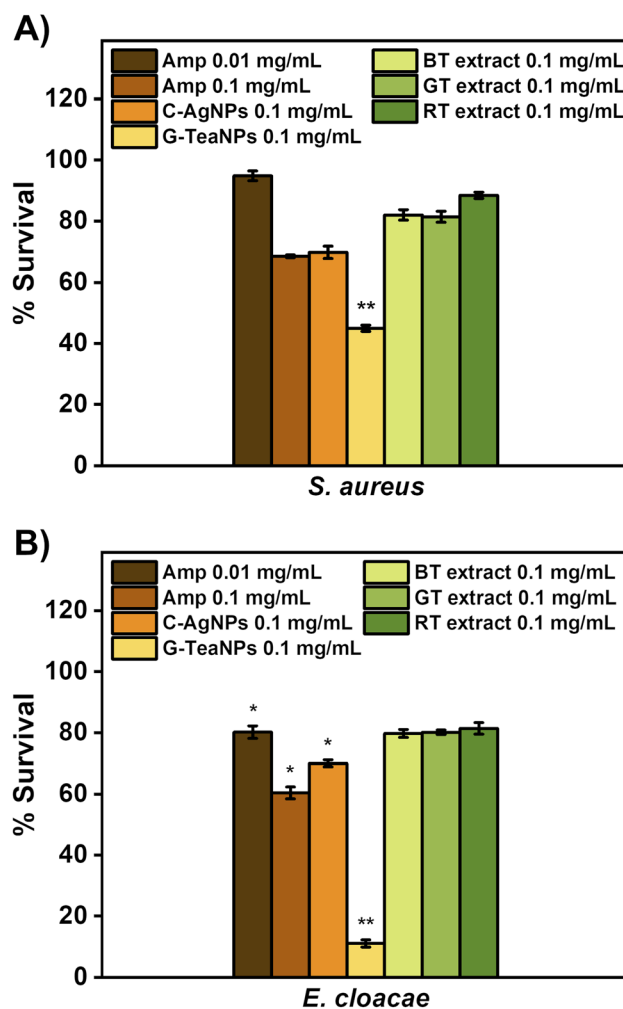 A)
Amp 0.01 mg/mL
Amp 0.1 mg/mL
C-AgNPs 0.1 mg/mL
G-TeaNPs 0.1 mg/mL
BT extract 0.1 mg/mL
GT extract 0.1 mg/mL
RT extract 0.1 mg/mL
% Survival
120
100
80
60
40
20
0
**
S. aureus
B)
Amp 0.01 mg/mL
Amp 0.1 mg/mL
C-AgNPs 0.1 mg/mL
G-TeaNPs 0.1 mg/mL
BT extract 0.1 mg/mL
GT extract 0.1 mg/mL
RT extract 0.1 mg/mL
% Survival
120
100
80
60
40
20
0
*
*
*
**
E. cloacae